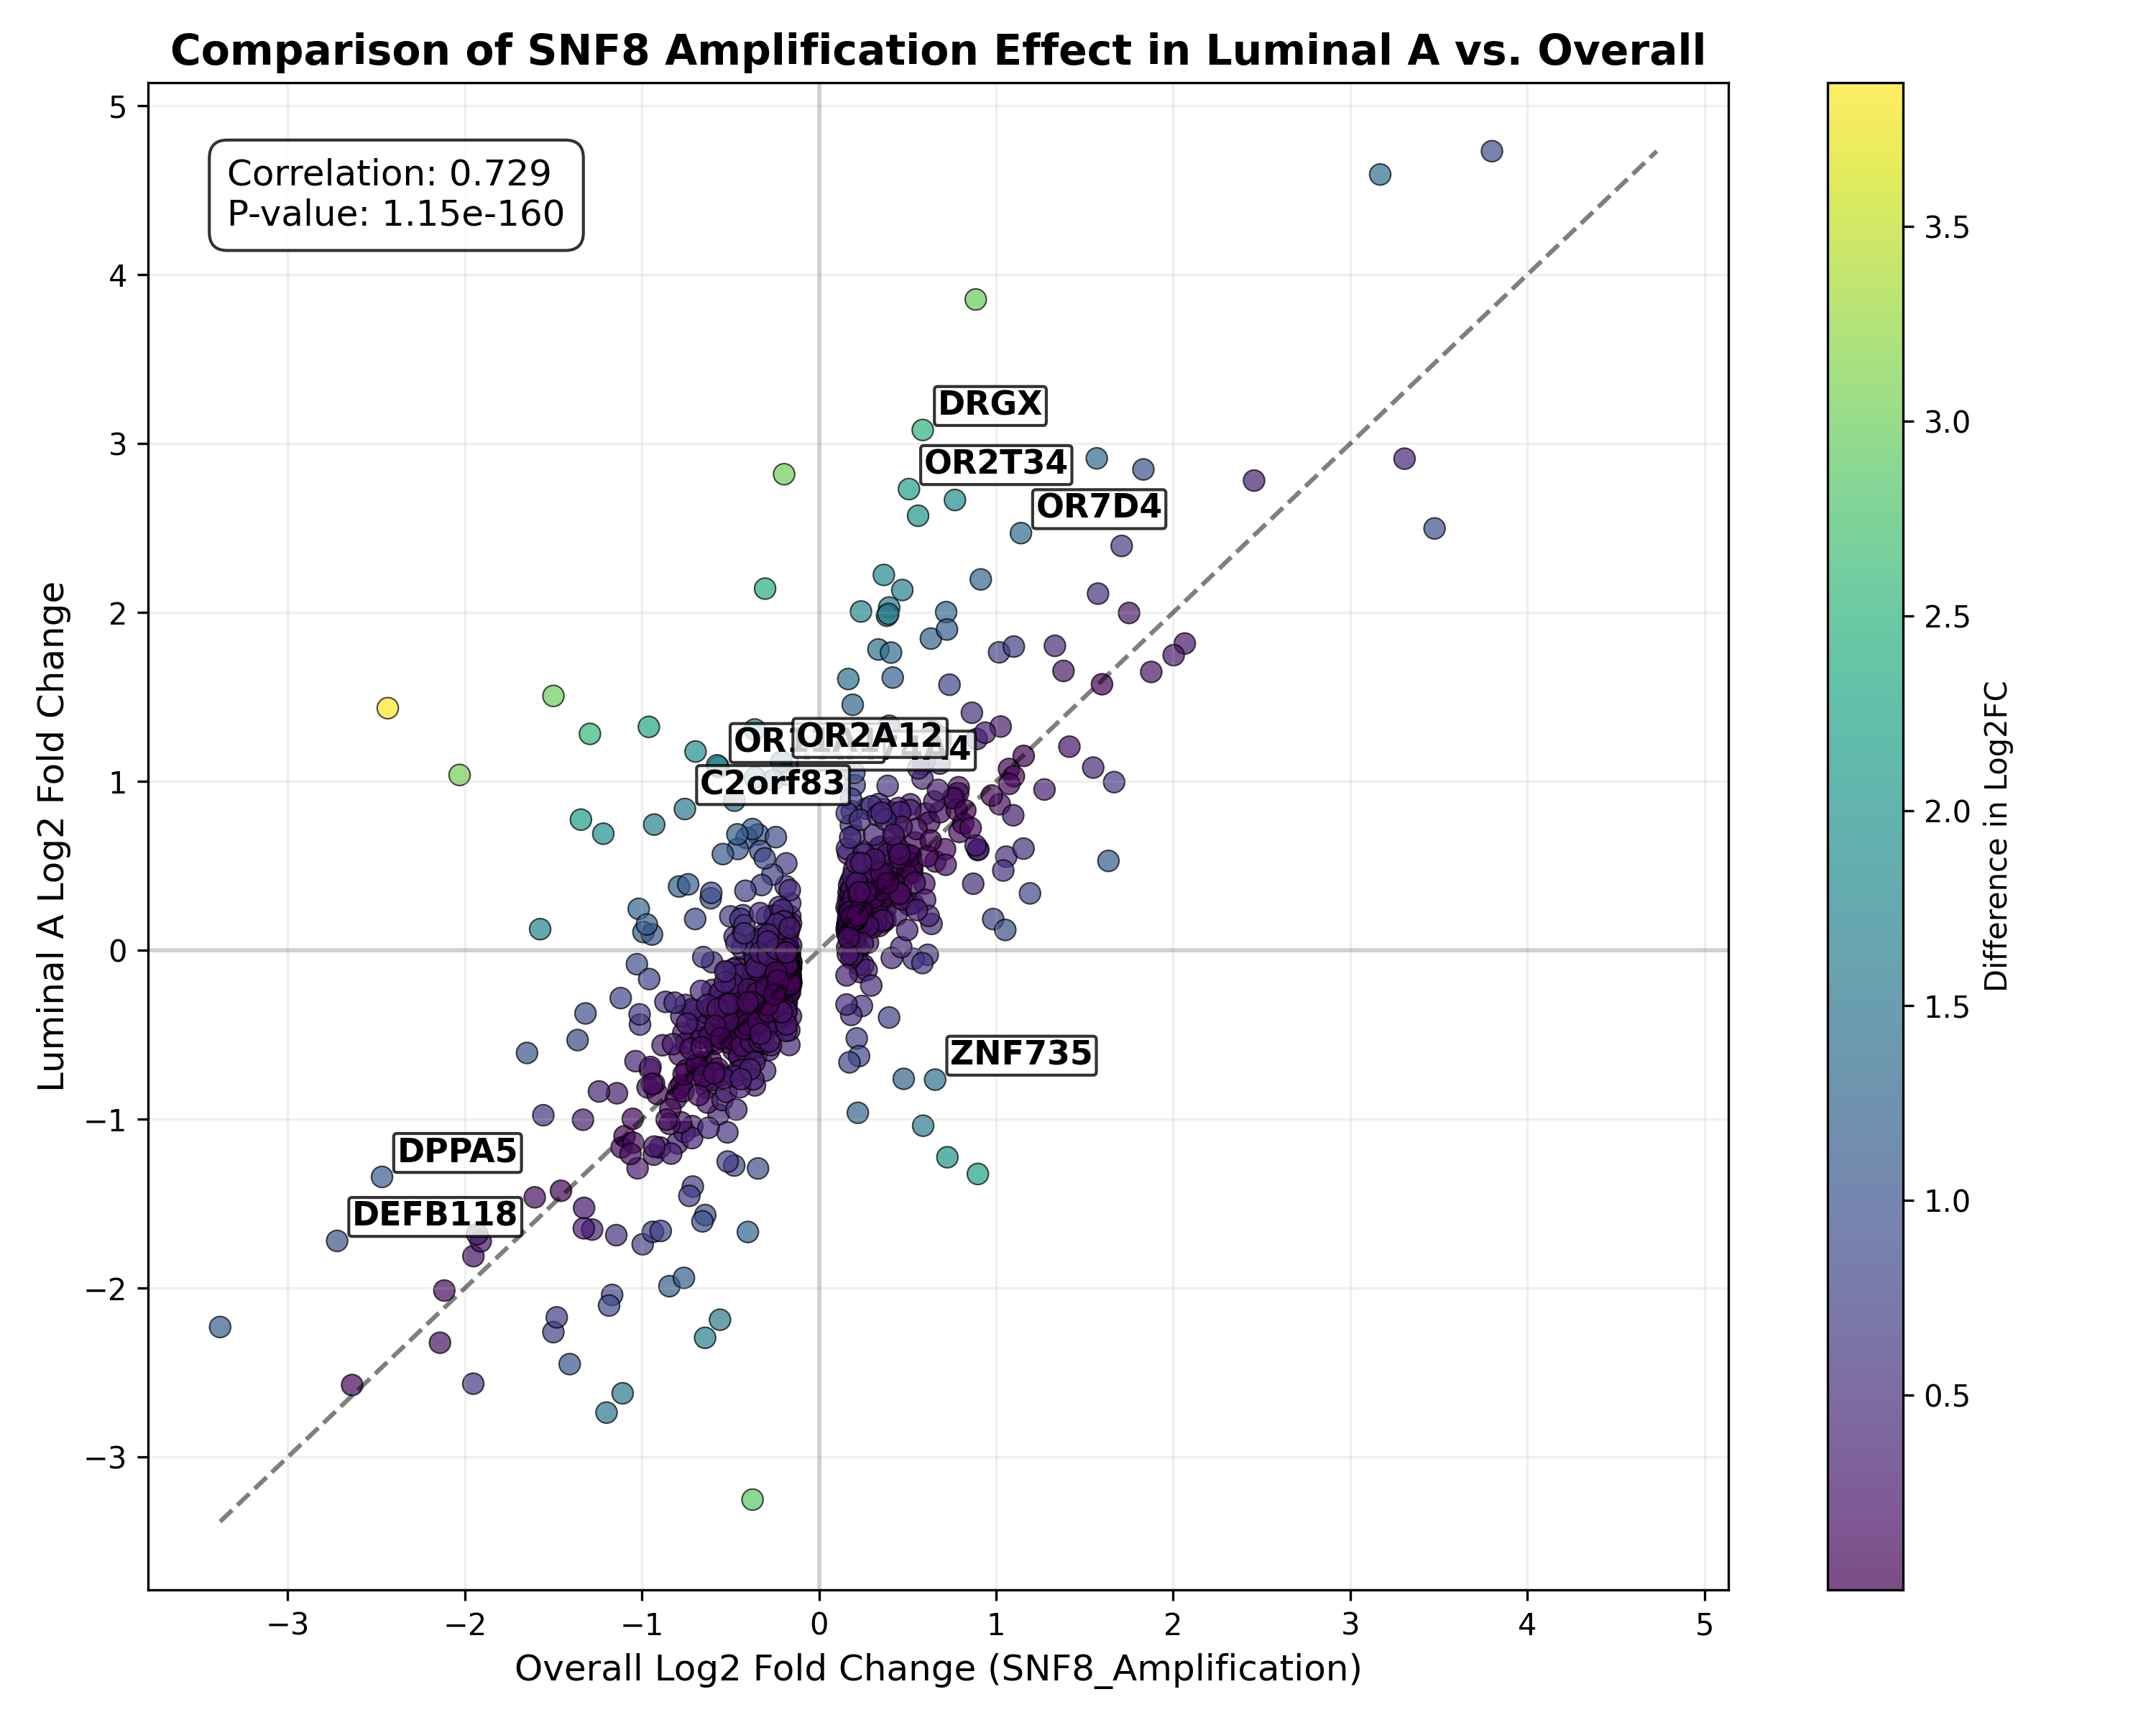 Comparison of SNF8 Amplification Effect in Luminal A vs. Overall
Correlation: 0.729
P-value: 1.15e-160
DRGX
OR2T34
OR7D4
OR2A12
C2orf83
ZNF735
DPPA5
DEFB118
5
4
3
2
1
0
−1
−2
−3
−3
−2
−1
0
1
2
3
4
5
Luminal A Log2 Fold Change
Overall Log2 Fold Change (SNF8_Amplification)
3.5
3.0
2.5
2.0
1.5
1.0
0.5
Difference in Log2FC